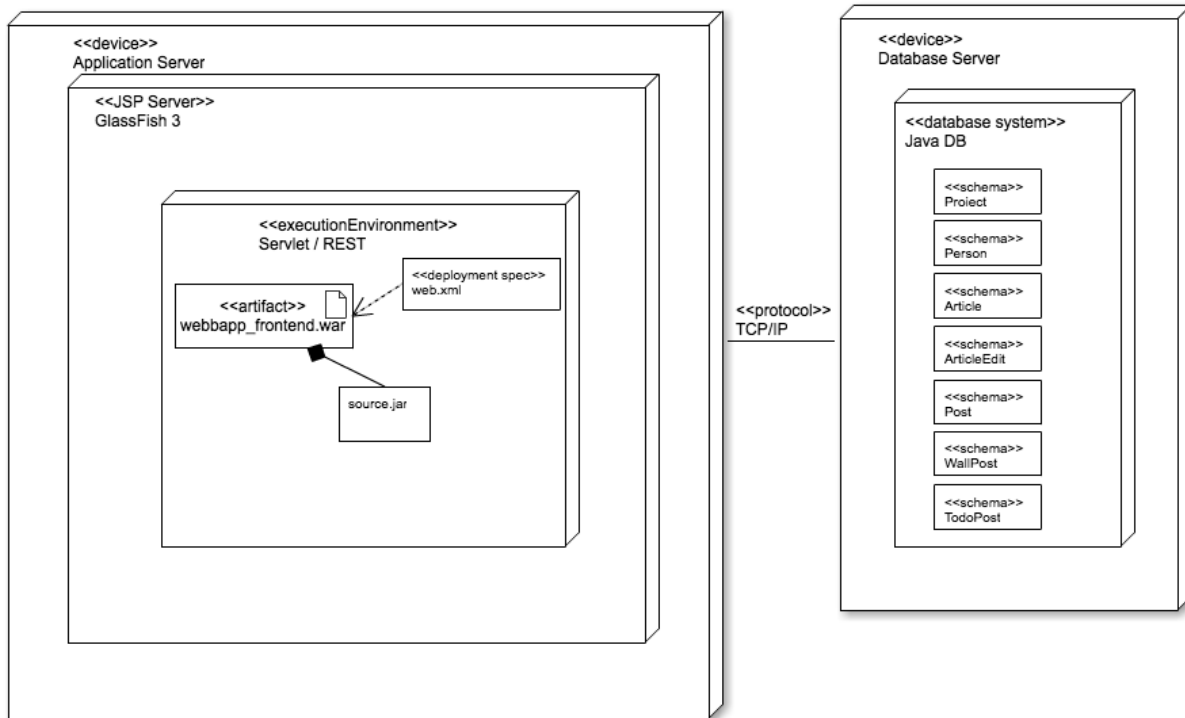 <<device>>
Application Server
<<JSP Server>>
GlassFish 3
<<executionEnvironment>>
Servlet / REST
<<deployment spec>>
web.xml
<<artifact>>
webbapp_frontend.war
source.jar
<<protocol>>
TCP/IP
<<device>>
Database Server
<<database system>>
Java DB
<<schema>>
Project
<<schema>>
Person
<<schema>>
Article
<<schema>>
ArticleEdit
<<schema>>
Post
<<schema>>
WallPost
<<schema>>
TodoPost